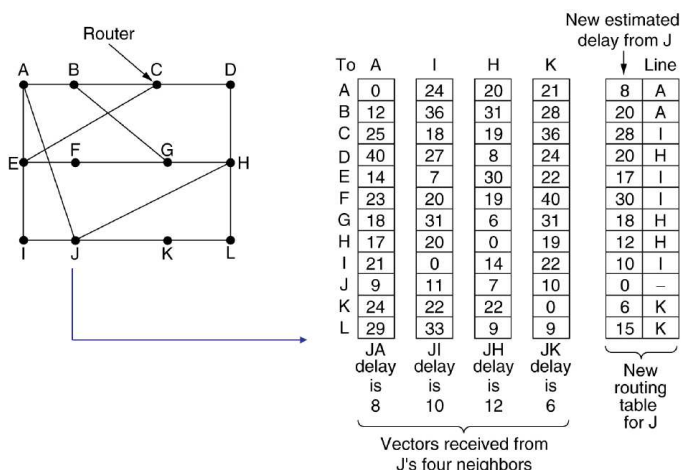 Router
A B C D
E F G H
I J K L
New estimated
delay from J
To A I H K Line
A 0 24 20 21 8 A
B 12 36 31 28 20 A
C 25 18 19 36 28 I
D 40 27 8 24 20 H
E 14 7 30 22 17 I
F 23 20 19 40 30 I
G 18 31 6 31 18 H
H 17 20 0 19 12 H
I 21 0 14 22 10 I
J 9 11 7 10 0 –
K 24 22 22 0 6 K
L 29 33 9 9 15 K
JA JI JH JK
delay delay delay delay
is is is is
8 10 12 6
New
routing
table
for J
Vectors received from
J's four neighbors